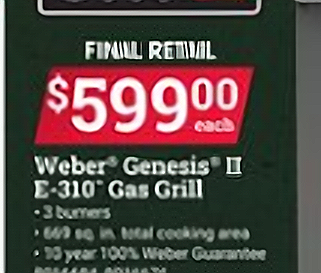 FINAL RETAIL
$599.00
each
Weber® Genesis® II
E-310™ Gas Grill
• 3 burners
• 669 sq. in. total cooking area
• 10 year 100% Weber Guarantee